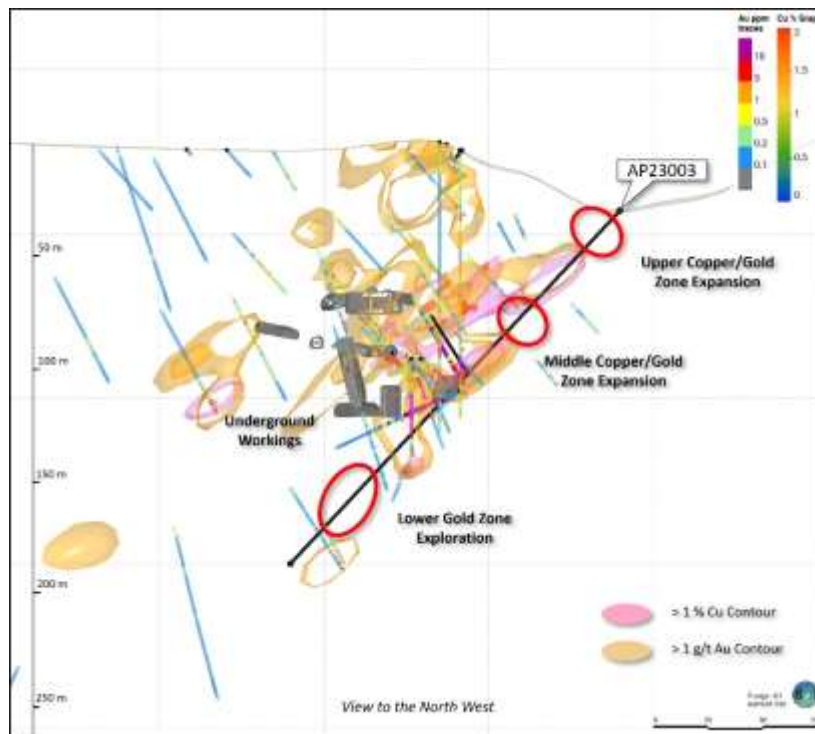 Au ppm
traces
Cu %
10
5
1
0.5
0.2
0.1
2
1.5
1
0.5
0
AP23003
50 m
Upper Copper/Gold
Zone Expansion
100 m
Middle Copper/Gold
Zone Expansion
Underground
Workings
150 m
Lower Gold Zone
Exploration
200 m
> 1 % Cu Contour
> 1 g/t Au Contour
250 m
View to the North West